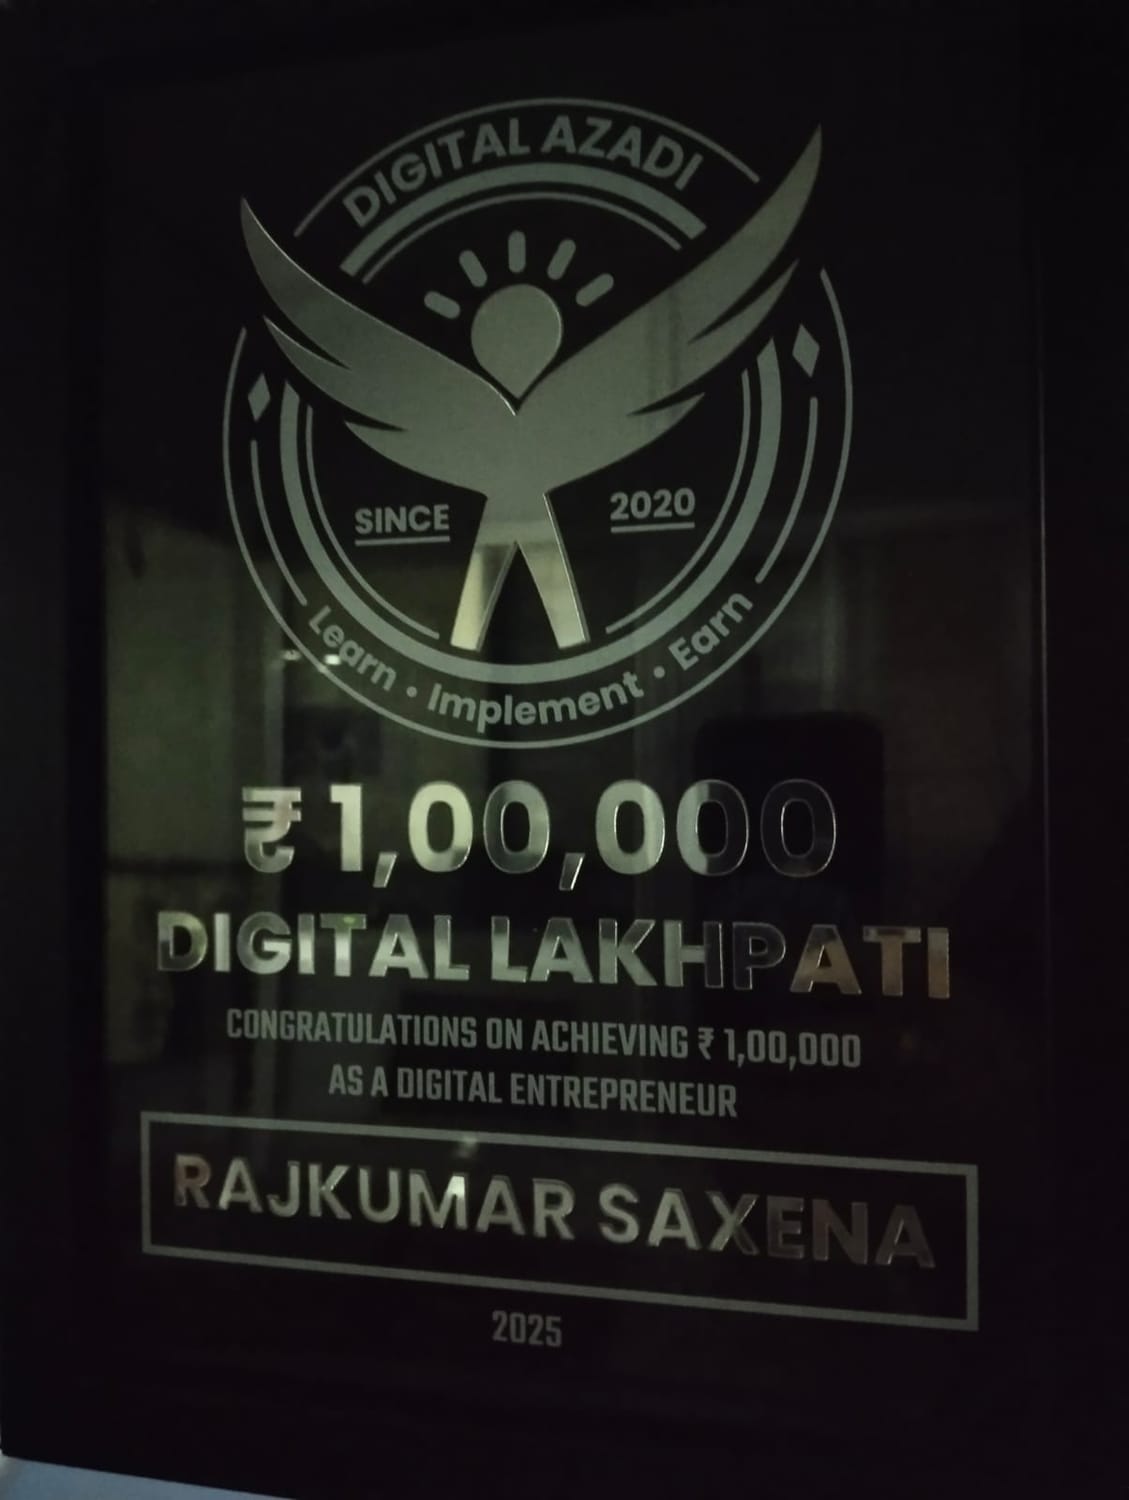 DIGITAL AZADI
SINCE 2020
Learn • Implement • Earn
₹ 1,00,000
DIGITAL LAKHPATI
CONGRATULATIONS ON ACHIEVING ₹ 1,00,000
AS A DIGITAL ENTREPRENEUR
RAJKUMAR SAXENA
2025